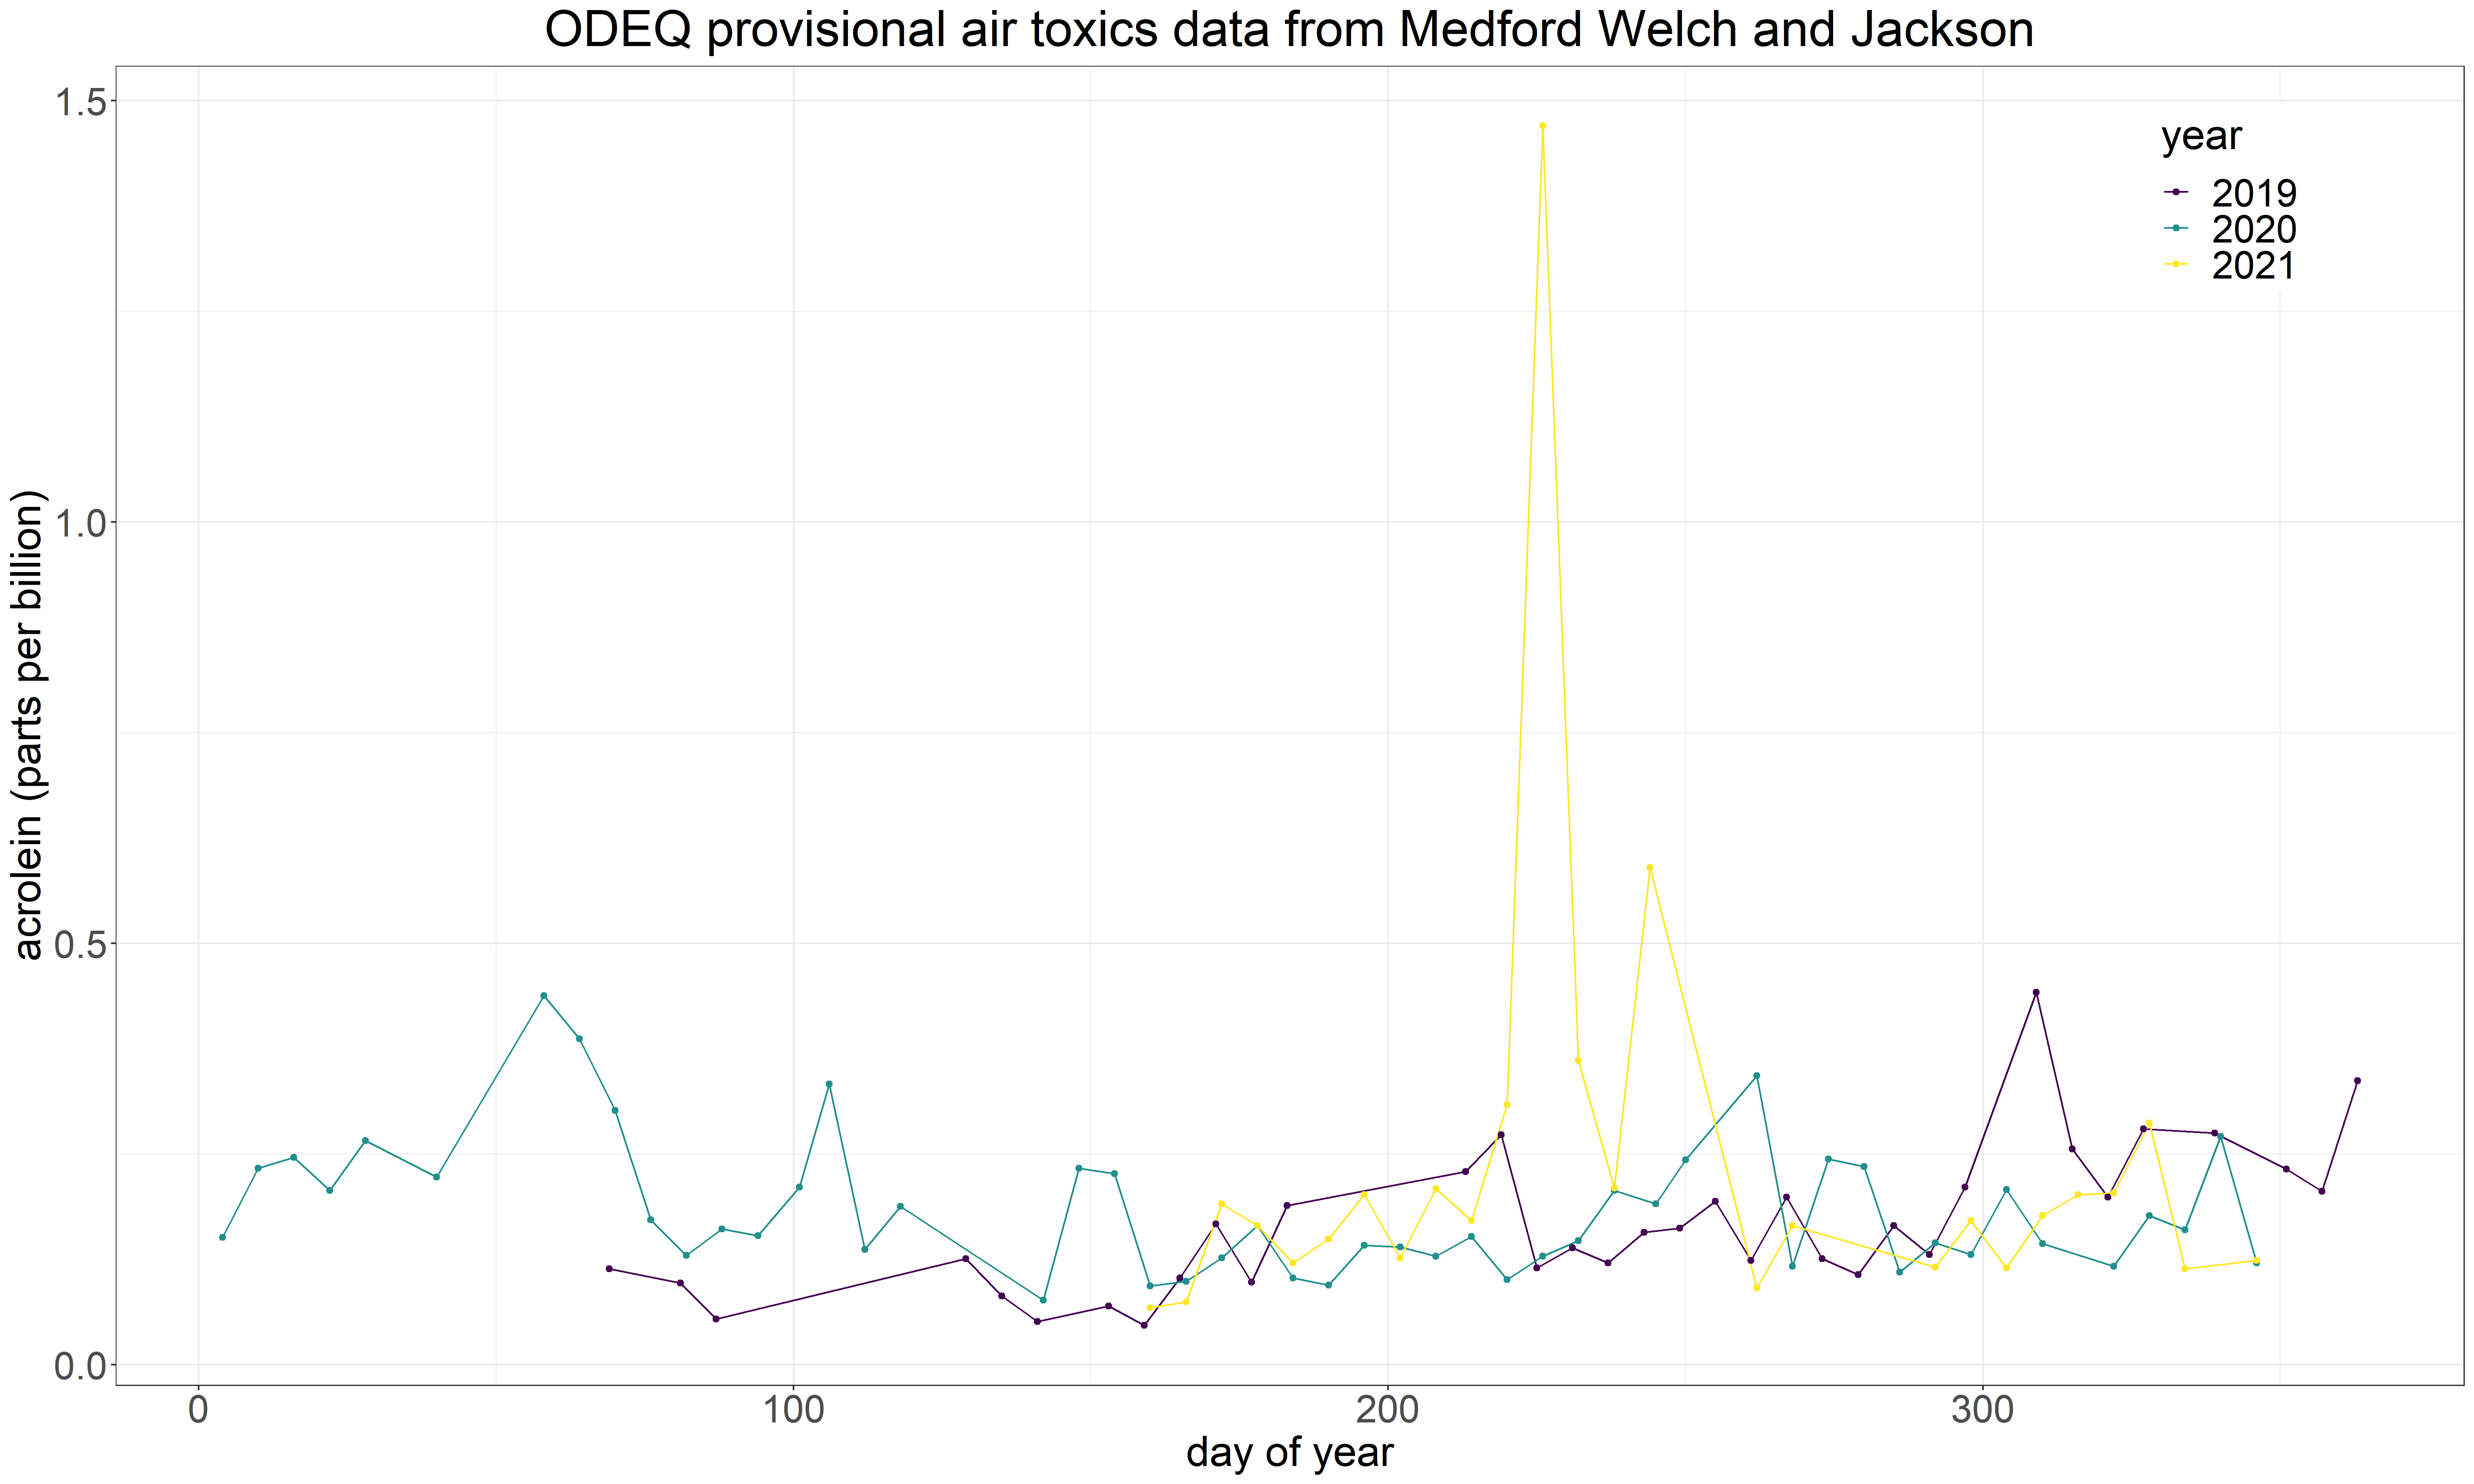 ODEQ provisional air toxics data from Medford Welch and Jackson
year
2019
2020
2021
1.5
1.0
0.5
0.0
acrolein (parts per billion)
0 100 200 300
day of year